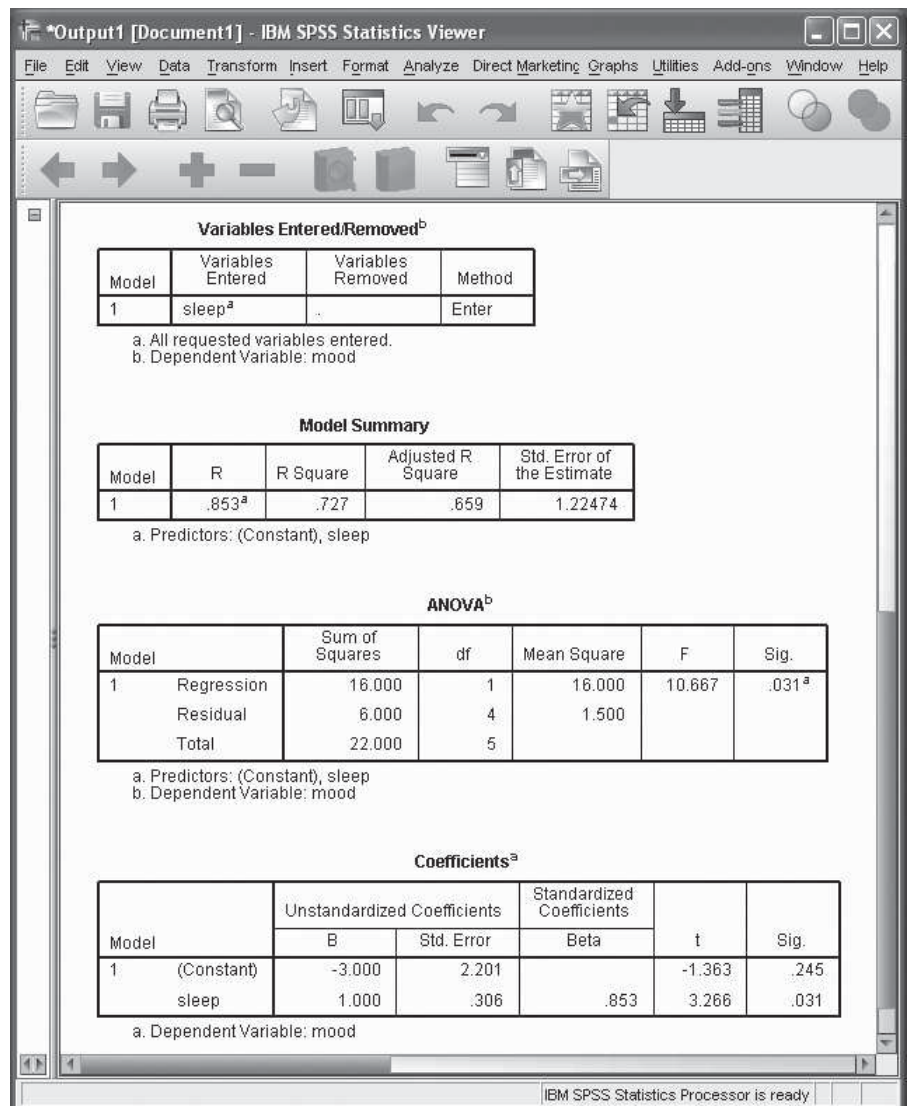 *Output1 [Document1] - IBM SPSS Statistics Viewer
File Edit View Data Transform Insert Format Analyze Direct Marketing Graphs Utilities Add-ons Window Help
Variables Entered/Removedb
Model Variables Entered Variables Removed Method
1 sleepa . Enter
a. All requested variables entered.
b. Dependent Variable: mood
Model Summary
Model R R Square Adjusted R Square Std. Error of the Estimate
1 .853a .727 .659 1.22474
a. Predictors: (Constant), sleep
ANOVAb
Model Sum of Squares df Mean Square F Sig.
1 Regression 16.000 1 16.000 10.667 .031a
Residual 6.000 4 1.500
Total 22.000 5
a. Predictors: (Constant), sleep
b. Dependent Variable: mood
Coefficientsa
Model Unstandardized Coefficients Standardized Coefficients t Sig.
B Std. Error Beta
1 (Constant) -3.000 2.201 -1.363 .245
sleep 1.000 .306 .853 3.266 .031
a. Dependent Variable: mood
IBM SPSS Statistics Processor is ready